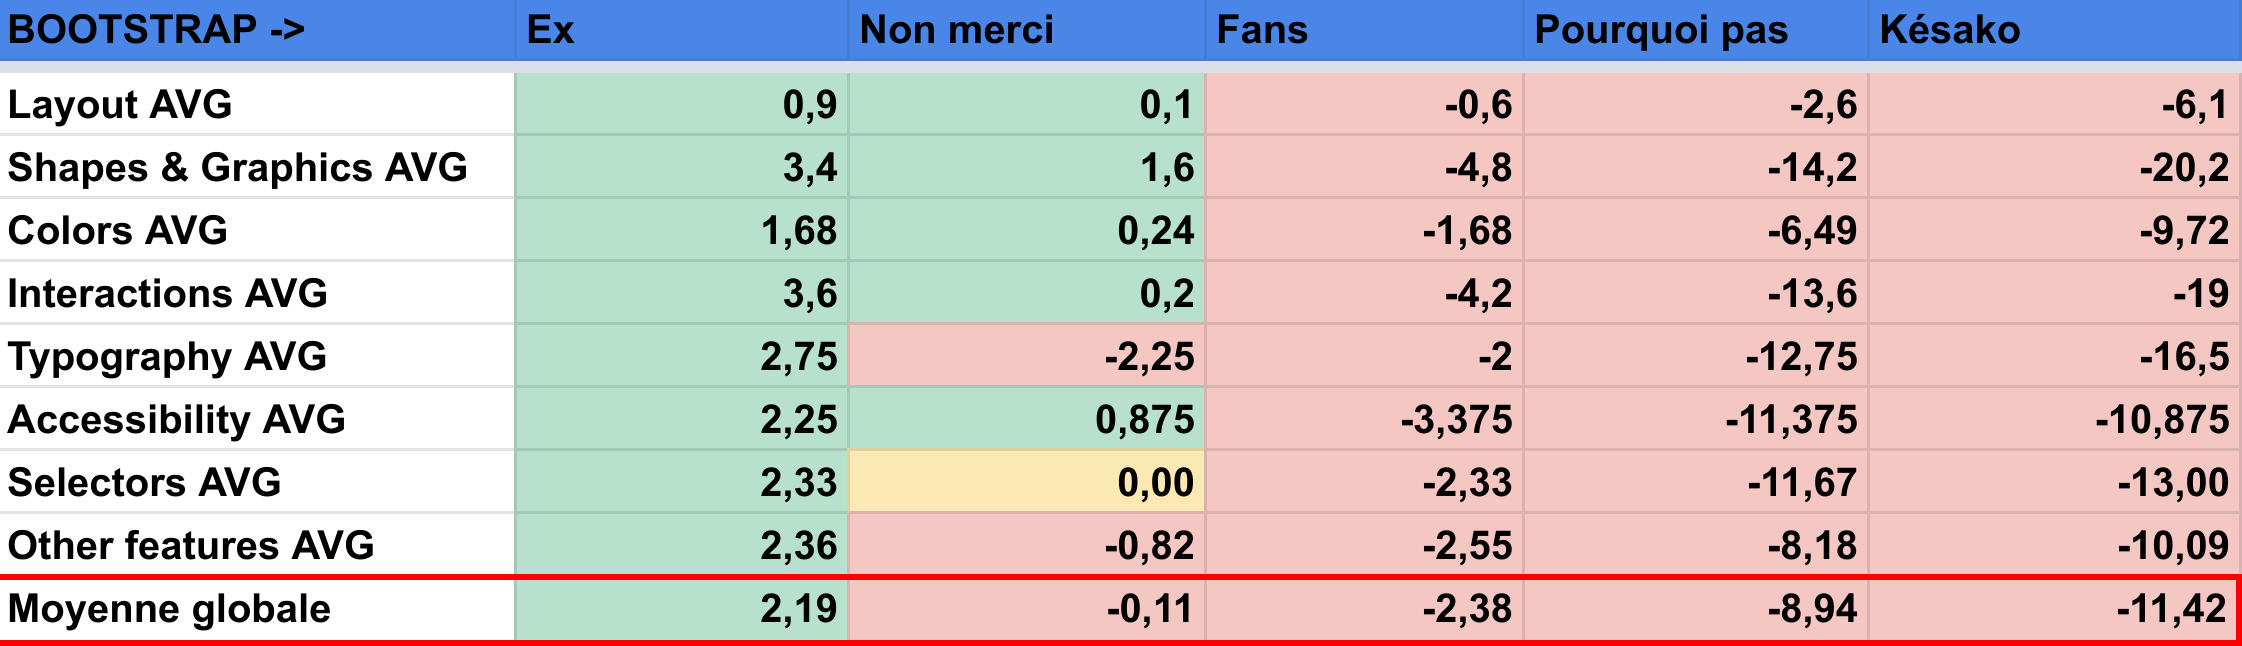 BOOTSTRAP -> Ex Non merci Fans Pourquoi pas Késako
Layout AVG 0,9 0,1 -0,6 -2,6 -6,1
Shapes & Graphics AVG 3,4 1,6 -4,8 -14,2 -20,2
Colors AVG 1,68 0,24 -1,68 -6,49 -9,72
Interactions AVG 3,6 0,2 -4,2 -13,6 -19
Typography AVG 2,75 -2,25 -2 -12,75 -16,5
Accessibility AVG 2,25 0,875 -3,375 -11,375 -10,875
Selectors AVG 2,33 0,00 -2,33 -11,67 -13,00
Other features AVG 2,36 -0,82 -2,55 -8,18 -10,09
Moyenne globale 2,19 -0,11 -2,38 -8,94 -11,42